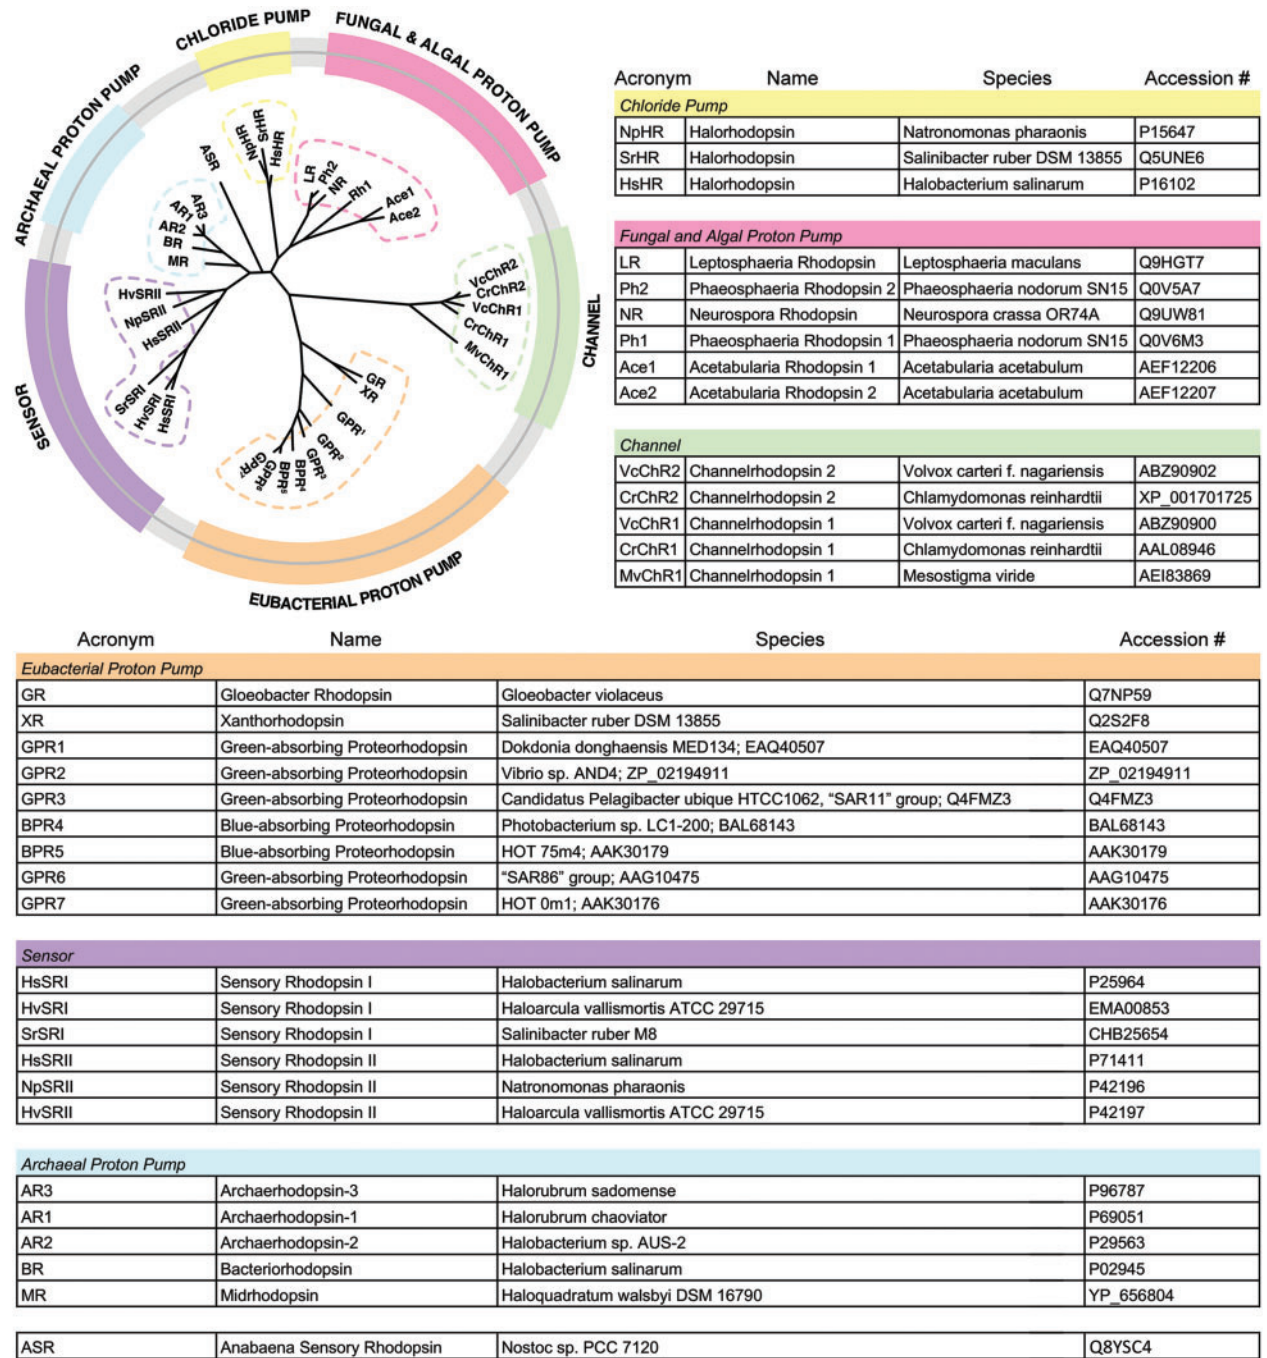 CHLORIDE PUMP
FUNGAL & ALGAL PROTON PUMP
ARCHAEAL PROTON PUMP
CHANNEL
SENSOR
EUBACTERIAL PROTON PUMP
ASR
NpHR
SrHR
HsHR
LR
Ph2
NR
Rh1
Ace1
Ace2
AR3
AR1
AR2
BR
MR
HvSRII
NpSRII
HsSRII
SrSRI
HvSRI
HsSRI
VcChR2
CrChR2
VcChR1
CrChR1
MvChR1
GR
XR
GPR1
GPR2
GPR3
BPR4
BPR5
GPR6
GPR7
Acronym Name Species Accession #
Chloride Pump
NpHR Halorhodopsin Natronomonas pharaonis P15647
SrHR Halorhodopsin Salinibacter ruber DSM 13855 Q5UNE6
HsHR Halorhodopsin Halobacterium salinarum P16102
Fungal and Algal Proton Pump
LR Leptosphaeria Rhodopsin Leptosphaeria maculans Q9HGT7
Ph2 Phaeosphaeria Rhodopsin 2 Phaeosphaeria nodorum SN15 Q0V5A7
NR Neurospora Rhodopsin Neurospora crassa OR74A Q9UW81
Ph1 Phaeosphaeria Rhodopsin 1 Phaeosphaeria nodorum SN15 Q0V6M3
Ace1 Acetabularia Rhodopsin 1 Acetabularia acetabulum AEF12206
Ace2 Acetabularia Rhodopsin 2 Acetabularia acetabulum AEF12207
Channel
VcChR2 Channelrhodopsin 2 Volvox carteri f. nagariensis ABZ90902
CrChR2 Channelrhodopsin 2 Chlamydomonas reinhardtii XP_001701725
VcChR1 Channelrhodopsin 1 Volvox carteri f. nagariensis ABZ90900
CrChR1 Channelrhodopsin 1 Chlamydomonas reinhardtii AAL08946
MvChR1 Channelrhodopsin 1 Mesostigma viride AEI83869
Acronym Name Species Accession #
Eubacterial Proton Pump
GR Gloeobacter Rhodopsin Gloeobacter violaceus Q7NP59
XR Xanthorhodopsin Salinibacter ruber DSM 13855 Q2S2F8
GPR1 Green-absorbing Proteorhodopsin Dokdonia donghaensis MED134; EAQ40507 EAQ40507
GPR2 Green-absorbing Proteorhodopsin Vibrio sp. AND4; ZP_02194911 ZP_02194911
GPR3 Green-absorbing Proteorhodopsin Candidatus Pelagibacter ubique HTCC1062, “SAR11” group; Q4FMZ3 Q4FMZ3
BPR4 Blue-absorbing Proteorhodopsin Photobacterium sp. LC1-200; BAL68143 BAL68143
BPR5 Blue-absorbing Proteorhodopsin HOT 75m4; AAK30179 AAK30179
GPR6 Green-absorbing Proteorhodopsin “SAR86” group; AAG10475 AAG10475
GPR7 Green-absorbing Proteorhodopsin HOT 0m1; AAK30176 AAK30176
Sensor
HsSRI Sensory Rhodopsin I Halobacterium salinarum P25964
HvSRI Sensory Rhodopsin I Haloarcula vallismortis ATCC 29715 EMA00853
SrSRI Sensory Rhodopsin I Salinibacter ruber M8 CHB25654
HsSRII Sensory Rhodopsin II Halobacterium salinarum P71411
NpSRII Sensory Rhodopsin II Natronomonas pharaonis P42196
HvSRII Sensory Rhodopsin II Haloarcula vallismortis ATCC 29715 P42197
Archaeal Proton Pump
AR3 Archaerhodopsin-3 Halorubrum sadomense P96787
AR1 Archaerhodopsin-1 Halorubrum chaoviator P69051
AR2 Archaerhodopsin-2 Halobacterium sp. AUS-2 P29563
BR Bacteriorhodopsin Halobacterium salinarum P02945
MR Midrhodopsin Haloquadratum walsbyi DSM 16790 YP_656804
ASR Anabaena Sensory Rhodopsin Nostoc sp. PCC 7120 Q8YSC4